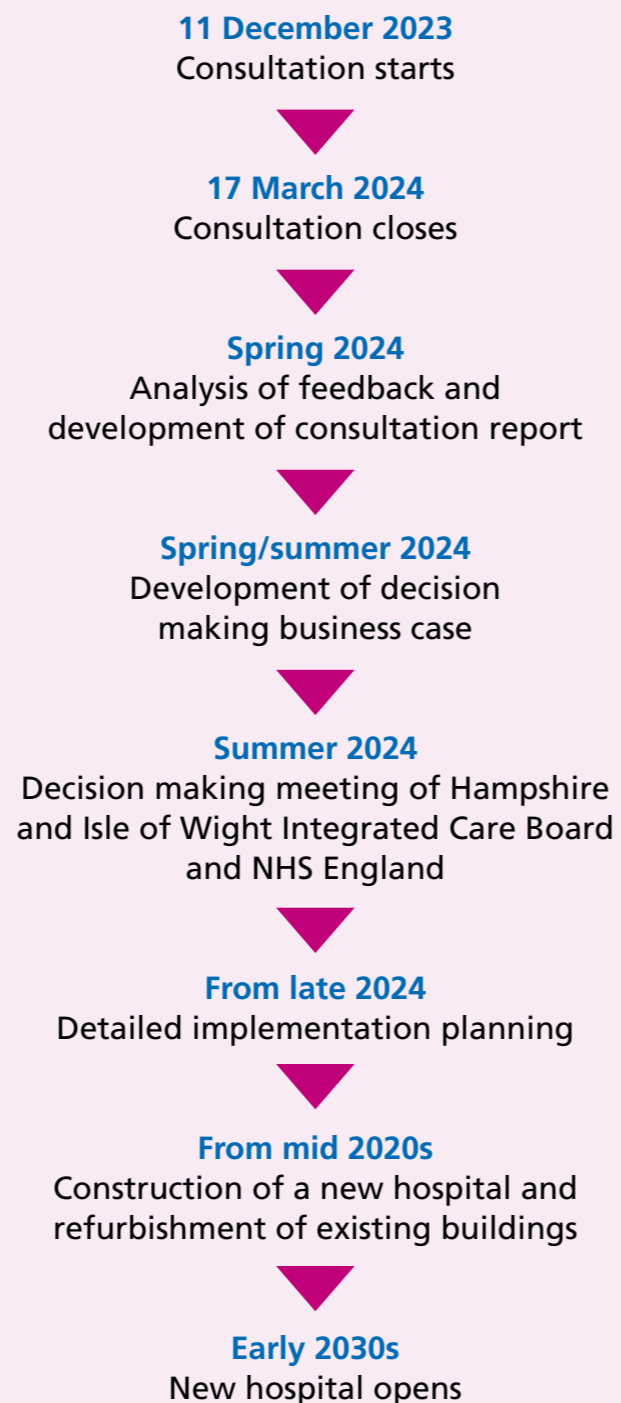 11 December 2023
Consultation starts
17 March 2024
Consultation closes
Spring 2024
Analysis of feedback and
development of consultation report
Spring/summer 2024
Development of decision
making business case
Summer 2024
Decision making meeting of Hampshire
and Isle of Wight Integrated Care Board
and NHS England
From late 2024
Detailed implementation planning
From mid 2020s
Construction of a new hospital and
refurbishment of existing buildings
Early 2030s
New hospital opens